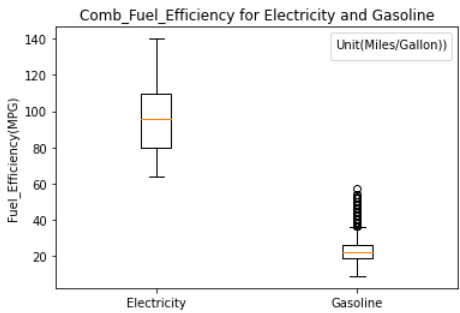 Comb_Fuel_Efficiency for Electricity and Gasoline
Unit(Miles/Gallon))
Fuel_Efficiency(MPG)
140
120
100
80
60
40
20
Electricity
Gasoline